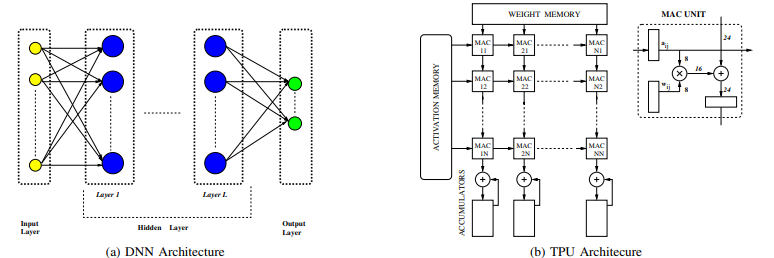 WEIGHT MEMORY
MAC UNIT
ACTIVATION MEMORY
MAC
11
MAC
21
MAC
N1
MAC
12
MAC
22
MAC
N2
MAC
1N
MAC
2N
MAC
NN
ACCUMULATORS
+
+
+
a_ij
w_ij
8
8
×
16
+
24
24
Layer 1
Layer L
Input
Layer
Hidden Layer
Output
Layer
(a) DNN Architecture
(b) TPU Architecure